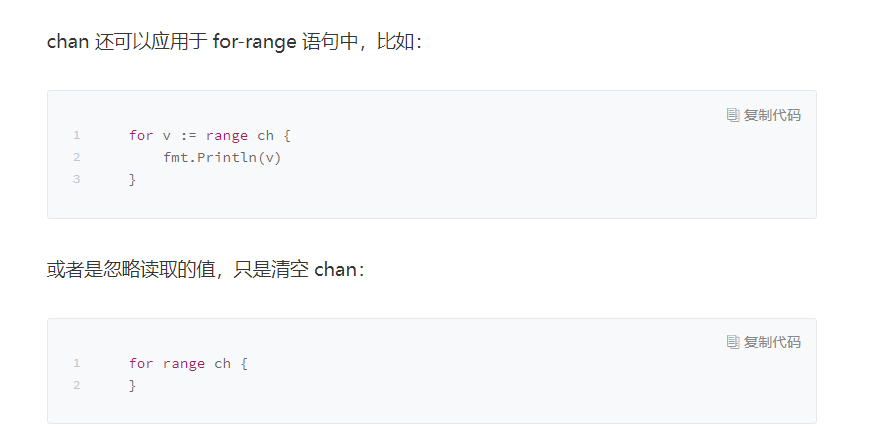 chan 还可以应用于 for-range 语句中，比如：
复制代码
1 for v := range ch {
2 fmt.Println(v)
3 }
或者是忽略读取的值，只是清空 chan：
复制代码
1 for range ch {
2 }